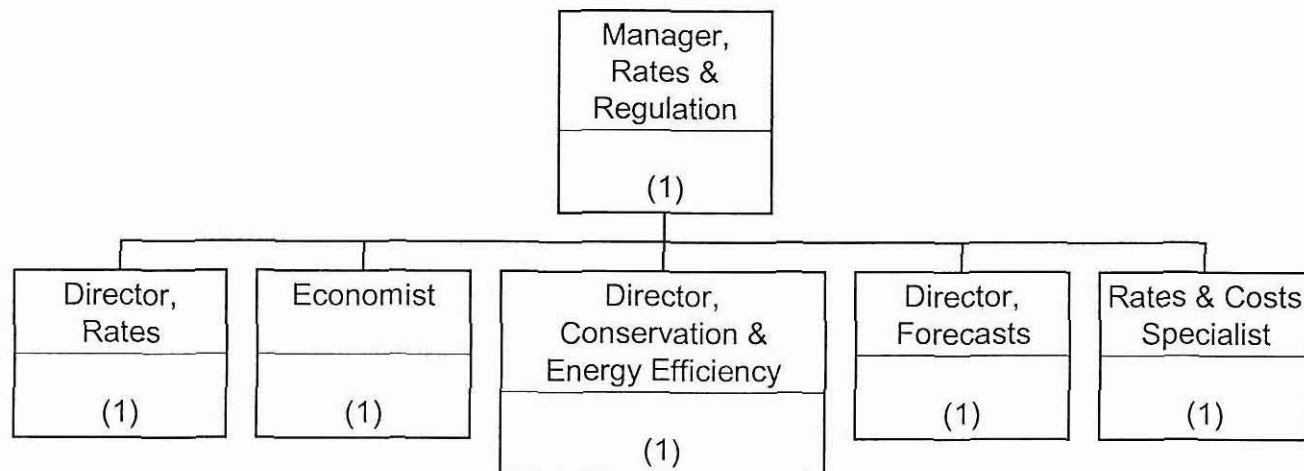 Manager,
Rates &
Regulation
(1)
Director,
Rates
(1)
Economist
(1)
Director,
Conservation &
Energy Efficiency
(1)
Director,
Forecasts
(1)
Rates & Costs
Specialist
(1)